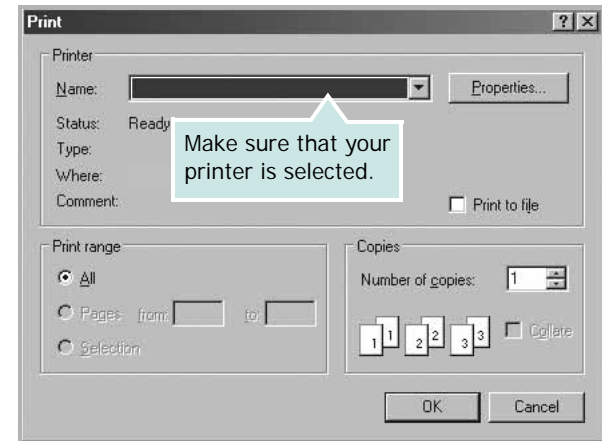 Print
Printer
Name:
Properties...
Status: Ready
Type:
Where:
Comment:
Make sure that your
printer is selected.
Print to file
Print range
All
Pages from: to:
Selection
Copies
Number of copies: 1
1 1 2 2 3 3 Collate
OK Cancel